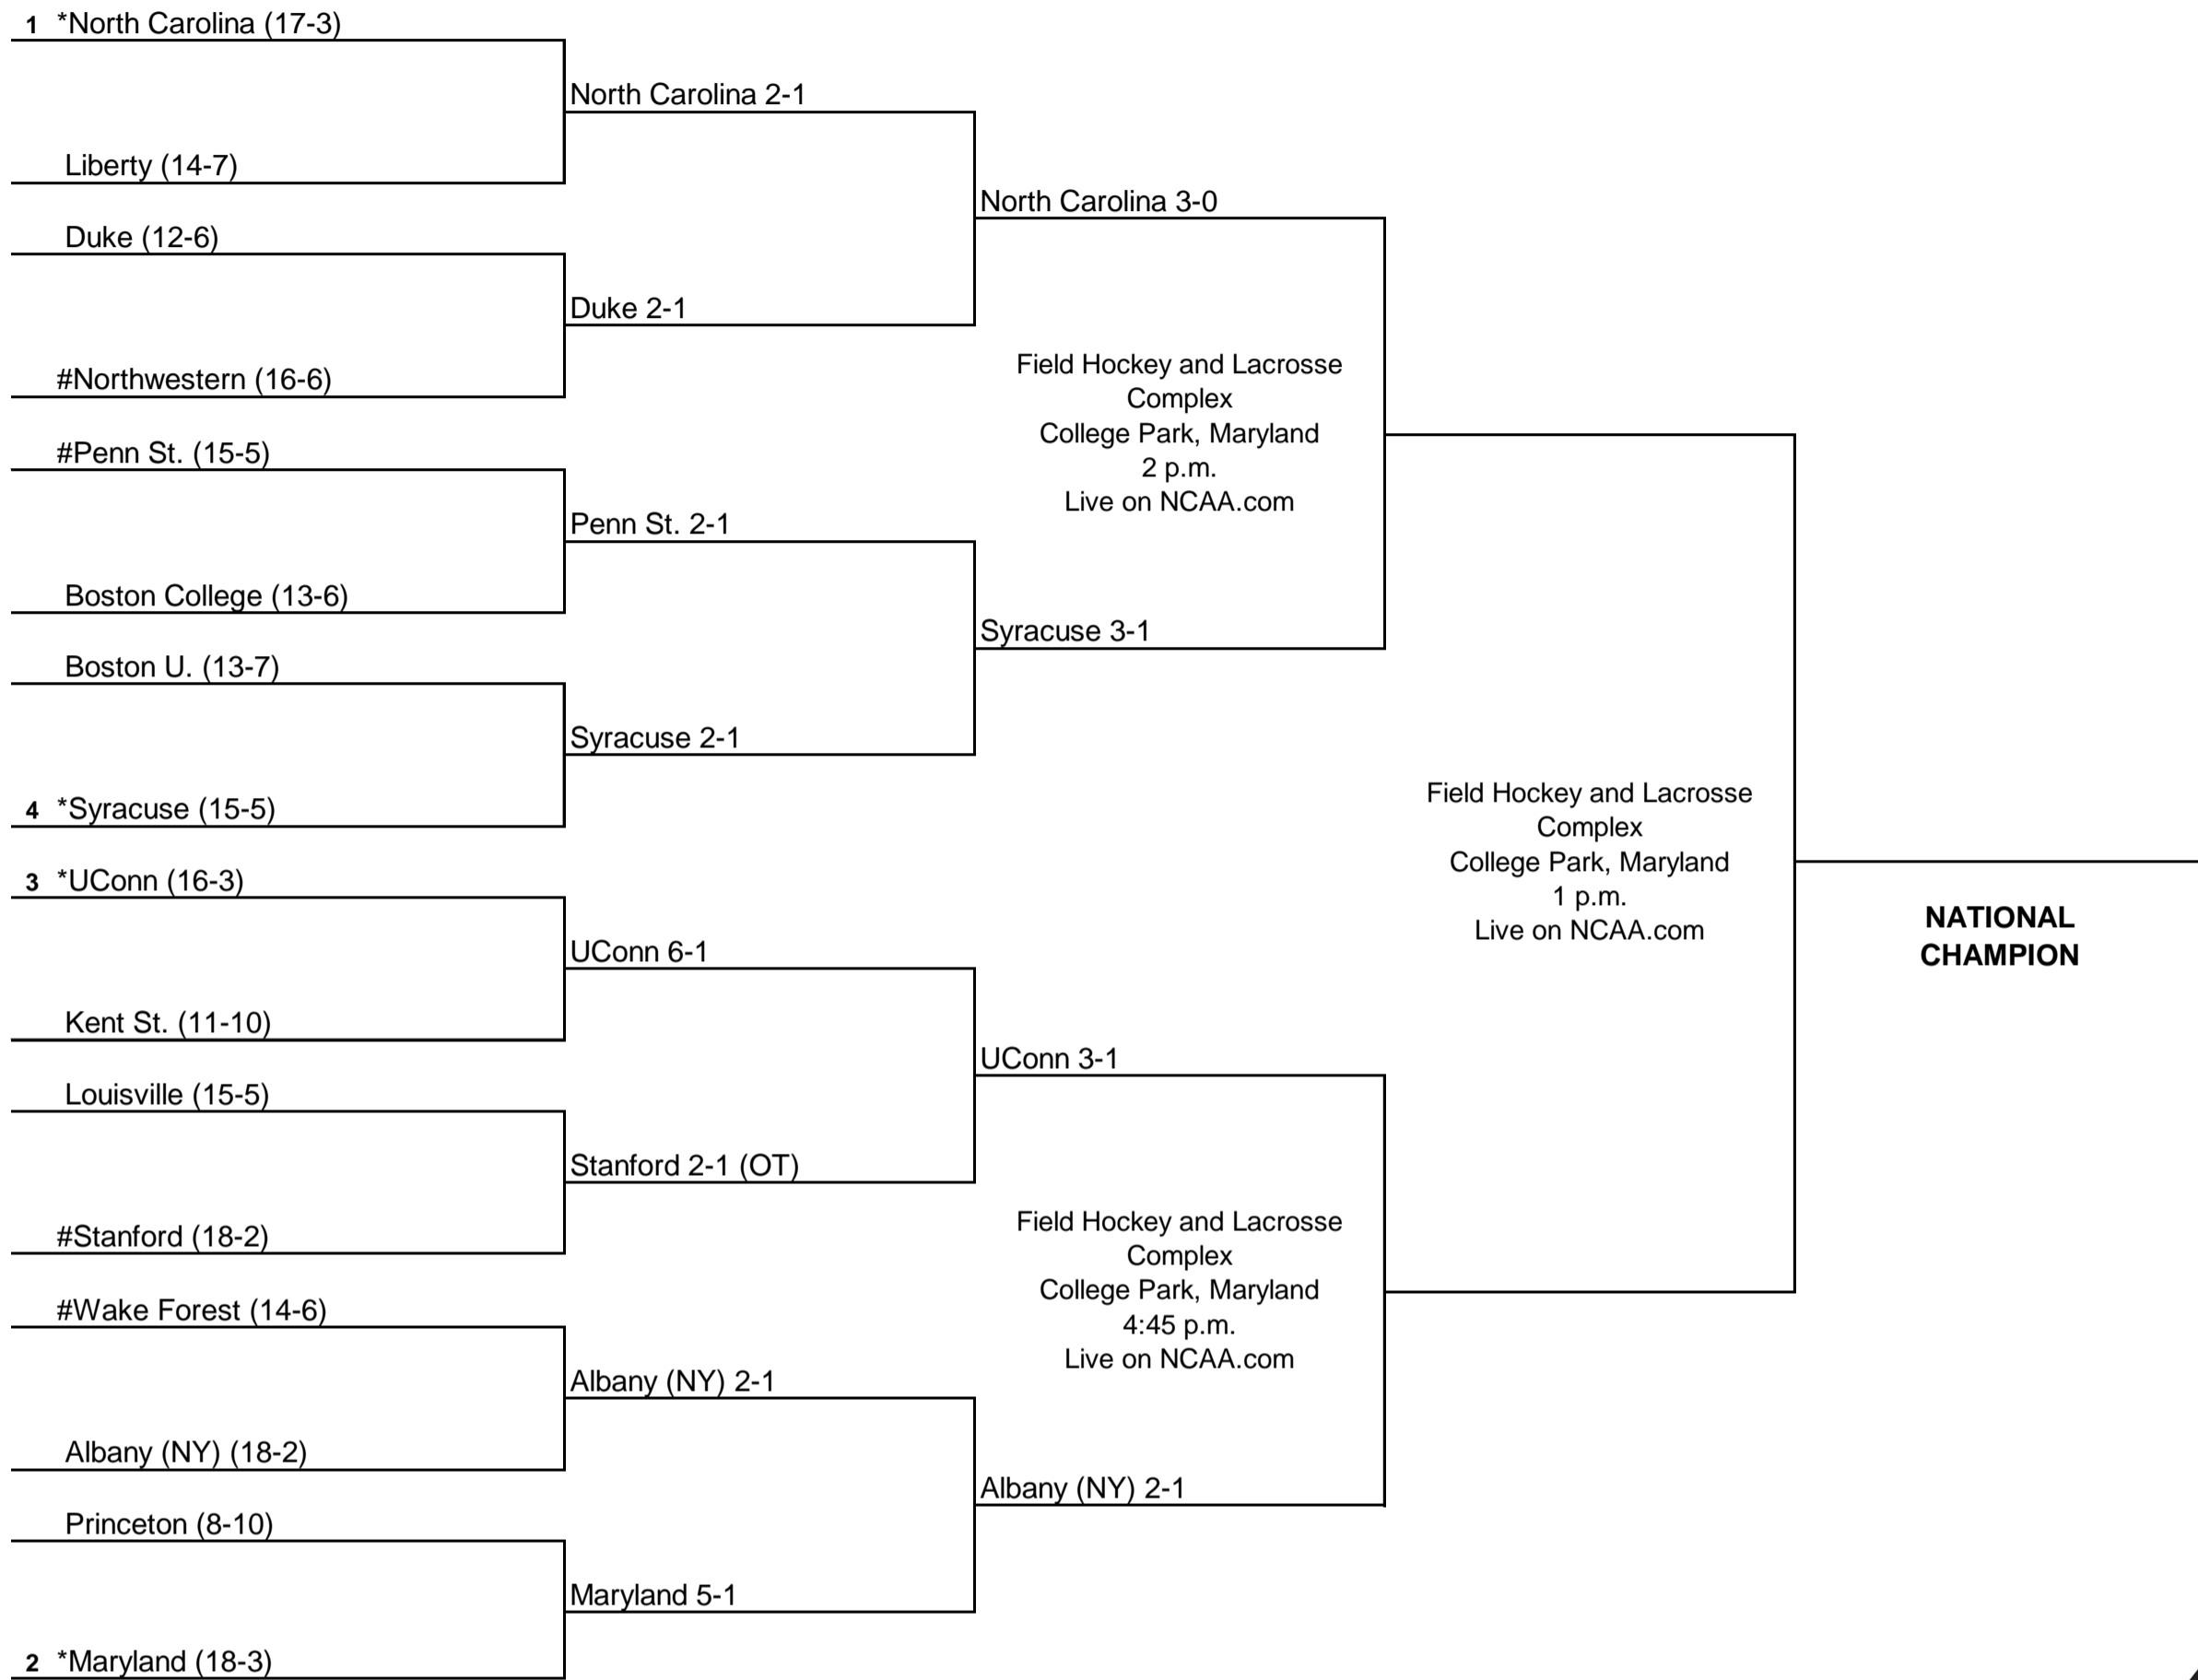 1 *North Carolina (17-3)
North Carolina 2-1
Liberty (14-7)
North Carolina 3-0
Duke (12-6)
Duke 2-1
#Northwestern (16-6)
Field Hockey and Lacrosse
Complex
College Park, Maryland
2 p.m.
Live on NCAA.com
#Penn St. (15-5)
Penn St. 2-1
Boston College (13-6)
Syracuse 3-1
Boston U. (13-7)
Syracuse 2-1
4 *Syracuse (15-5)
Field Hockey and Lacrosse
Complex
College Park, Maryland
1 p.m.
Live on NCAA.com
NATIONAL
CHAMPION
3 *UConn (16-3)
UConn 6-1
Kent St. (11-10)
UConn 3-1
Louisville (15-5)
Stanford 2-1 (OT)
#Stanford (18-2)
Field Hockey and Lacrosse
Complex
College Park, Maryland
4:45 p.m.
Live on NCAA.com
#Wake Forest (14-6)
Albany (NY) 2-1
Albany (NY) (18-2)
Albany (NY) 2-1
Princeton (8-10)
Maryland 5-1
2 *Maryland (18-3)